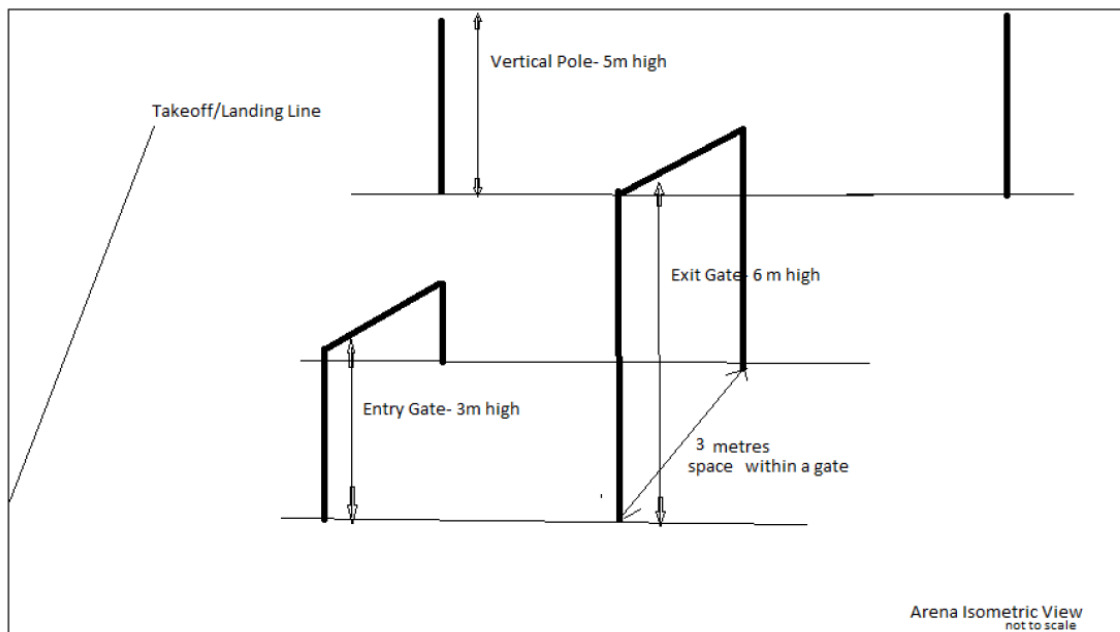 Vertical Pole- 5m high
Takeoff/Landing Line
Exit Gate- 6 m high
Entry Gate- 3m high
3 metres
space within a gate
Arena Isometric View
not to scale